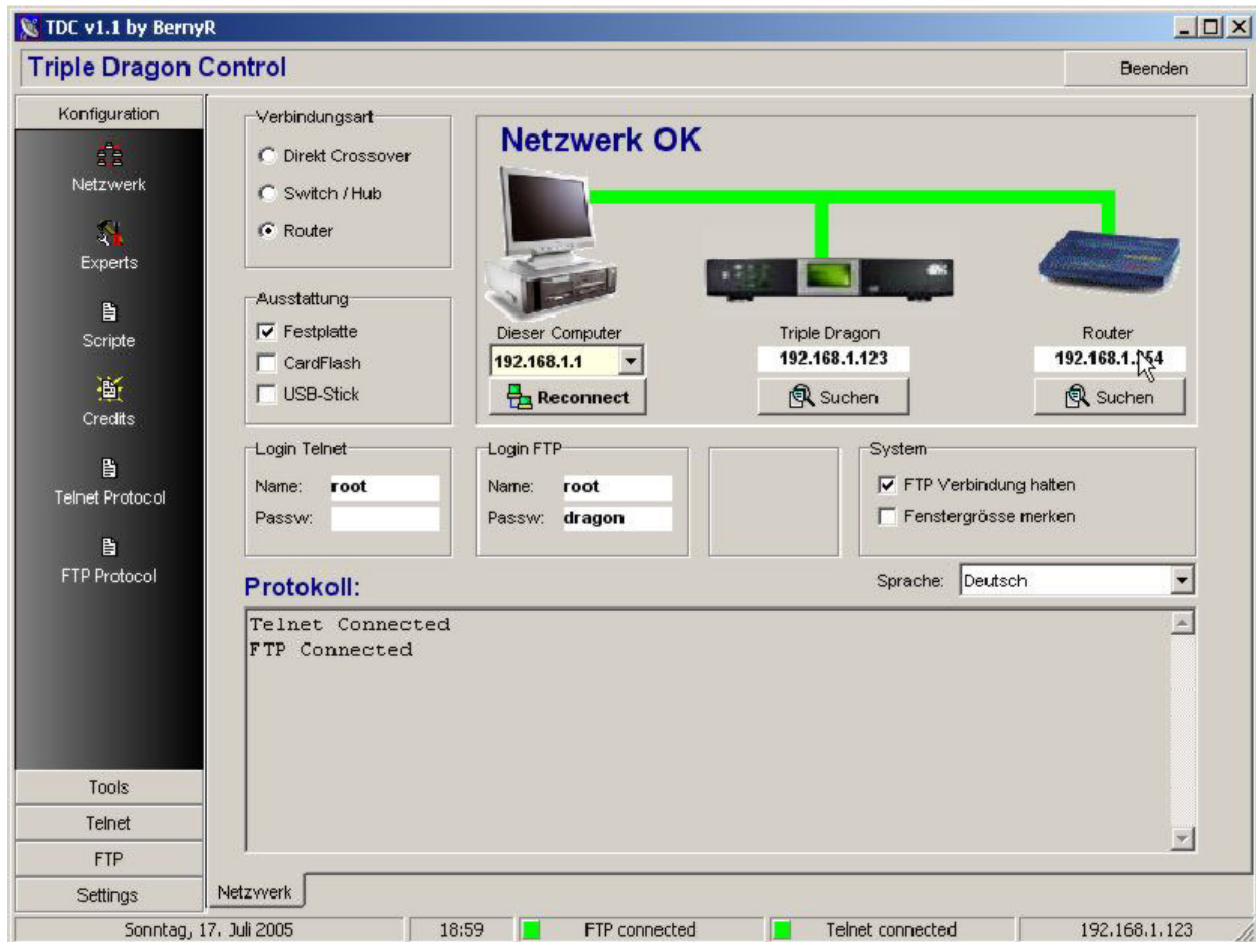 TDC v1.1 by BernyR
Triple Dragon Control
Beenden
Konfiguration
Netzwerk
Experts
Scripte
Credits
Telnet Protocol
FTP Protocol
Tools
Telnet
FTP
Settings
Verbindungsart
Direkt Crossover
Switch / Hub
Router
Ausstattung
Festplatte
CardFlash
USB-Stick
Netzwerk OK
Dieser Computer
192.168.1.1
Reconnect
Triple Dragon
192.168.1.123
Suchen
Router
Suchen
Login Telnet
Name: root
Passw:
Login FTP
Name: root
Passw: dragon
System
FTP Verbindung halten
Fenstergrösse merken
Sprache: Deutsch
Protokoll:
Telnet Connected
FTP Connected
Netzwerk
Sonntag, 17. Juli 2005 18:59 FTP connected Telnet connected 192.168.1.123